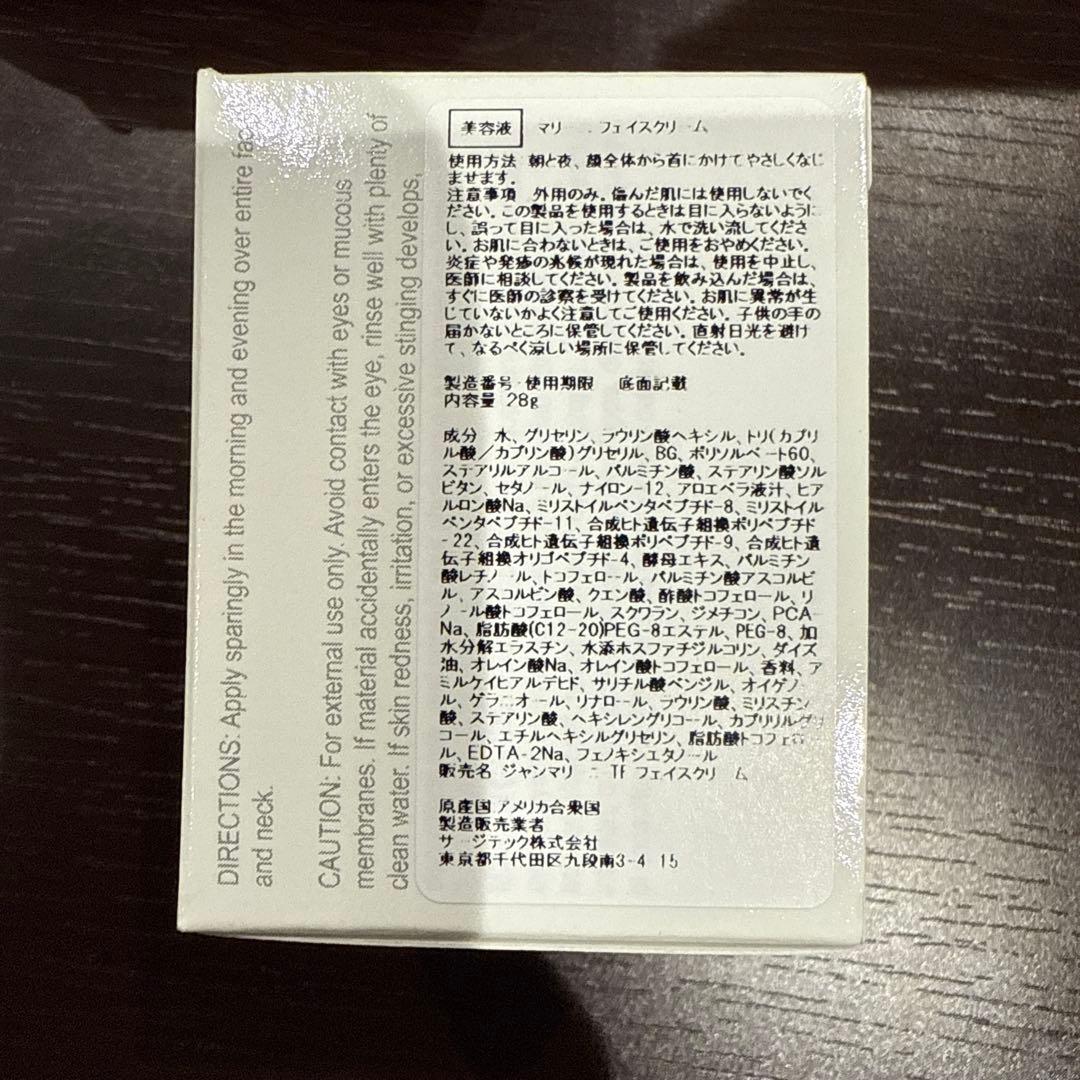 DIRECTIONS: Apply sparingly in the morning and evening over entire
and neck.
CAUTION: For external use only. Avoid contact with eyes or mucous
membranes. If material accidentally enters the eye, rinse well with plenty of
clean water. If skin redness, irritation, or excessive stinging develops,
美容液 マリーニ フェイスクリーム
使用方法 朝と夜、顔全体から首にかけてやさしくなじ
ませます。
注意事項 外用のみ。傷んだ肌には使用しないでく
ださい。この製品を使用するときは目に入らないように
し、誤って目に入った場合は、水で洗い流してくださ
い。お肌に合わないときは、ご使用をおやめください。
炎症や発疹の兆候が現れた場合は、使用を中止し、
医師に相談してください。製品を飲み込んだ場合は、
すぐに医師の診察を受けてください。お肌に異常が生
じていないかよく注意してご使用ください。子供の手の
届かないところに保管してください。直射日光を避け
て、なるべく涼しい場所に保管してください。
製造番号・使用期限 底面記載
内容量 28g
成分 水、グリセリン、ラウリン酸ヘキシル、トリ(カプリ
ル酸/カプリン酸)グリセリル、BG、ポリソルベート60、
ステアリルアルコール、パルミチン酸、ステアリン酸ソル
ビタン、セタノール、ナイロン-12、アロエベラ液汁、ヒア
ルロン酸Na、ミリストイルペンタペプチド-8、ミリストイル
ペンタペプチド-11、合成ヒト遺伝子組換ポリペプチド
-22、合成ヒト遺伝子組換ポリペプチド-9、合成ヒト遺
伝子組換オリゴペプチド-4、酵母エキス、パルミチン
酸レチノール、トコフェロール、パルミチン酸アスコルビ
ル、アスコルビン酸、クエン酸、酢酸トコフェロール、リ
ノール酸トコフェロール、スクワラン、ジメチコン、PCA-
Na、脂肪酸(C12-20)PEG-8エステル、PEG-8、加
水分解エラスチン、水添ホスファチジルコリン、ダイズ
油、オレイン酸Na、オレイン酸トコフェロール、香料、ア
ミルケイヒアルデヒド、サリチル酸ベンジル、オイゲノー
ル、ゲラニオール、リナロール、ラウリン酸、ミリスチン
酸、ステアリン酸、ヘキシレングリコール、カプリリルグリ
コール、エチルヘキシルグリセリン、脂肪酸トコフェロー
ル、EDTA-2Na、フェノキシエタノール
販売名 ジャンマリーニ TF フェイスクリーム
原産国 アメリカ合衆国
製造販売業者
サージテック株式会社
東京都千代田区九段南3-4-15